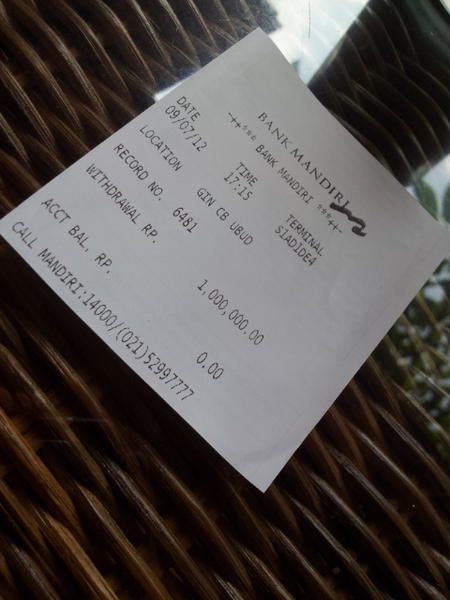 BANK MANDIRI
++*** BANK MANDIRI ***++
DATE TIME TERMINAL
09/07/12 17:15 S1AD1DE4
LOCATION GIN CB UBUD
RECORD NO. 6481
WITHDRAWAL RP. 1,000,000.00
ACCT BAL. RP. 0.00
CALL MANDIRI:14000/(021)52997777